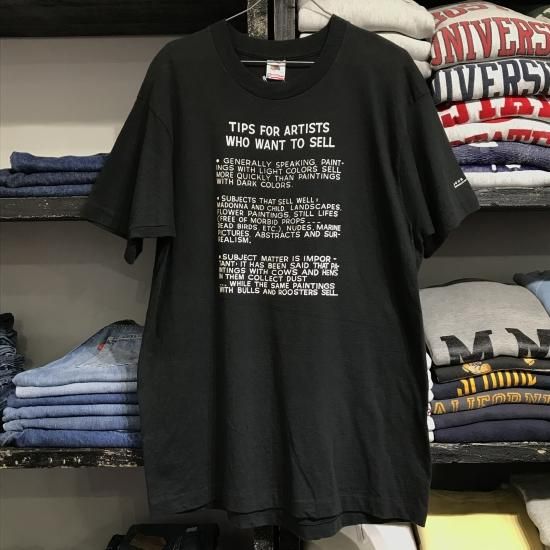 TIPS FOR ARTISTS
WHO WANT TO SELL
• GENERALLY SPEAKING, PAINT-
INGS WITH LIGHT COLORS SELL
MORE QUICKLY THAN PAINTINGS
WITH DARK COLORS.
• SUBJECTS THAT SELL WELL:
MADONNA AND CHILD, LANDSCAPES,
FLOWER PAINTINGS, STILL LIFES
(FREE OF MORBID PROPS ___
DEAD BIRDS, ETC.), NUDES, MARINE
PICTURES, ABSTRACTS AND SUR-
REALISM.
• SUBJECT MATTER IS IMPOR-
TANT: IT HAS BEEN SAID THAT PA-
INTINGS WITH COWS AND HENS
IN THEM COLLECT DUST
___ WHILE THE SAME PAINTINGS
WITH BULLS AND ROOSTERS SELL.
UNIVERS
UNIVERS
STA
M M
CALIFORNIA